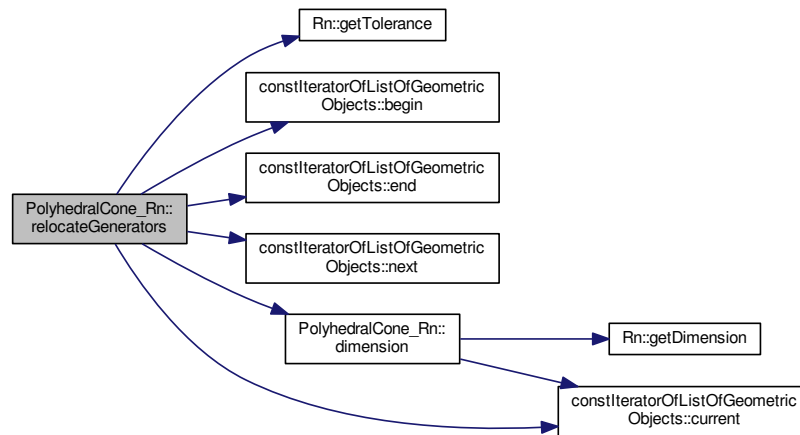 Rn::getTolerance
constIteratorOfListOfGeometric
Objects::begin
constIteratorOfListOfGeometric
Objects::end
PolyhedralCone_Rn::
relocateGenerators
constIteratorOfListOfGeometric
Objects::next
PolyhedralCone_Rn::
dimension
Rn::getDimension
constIteratorOfListOfGeometric
Objects::current